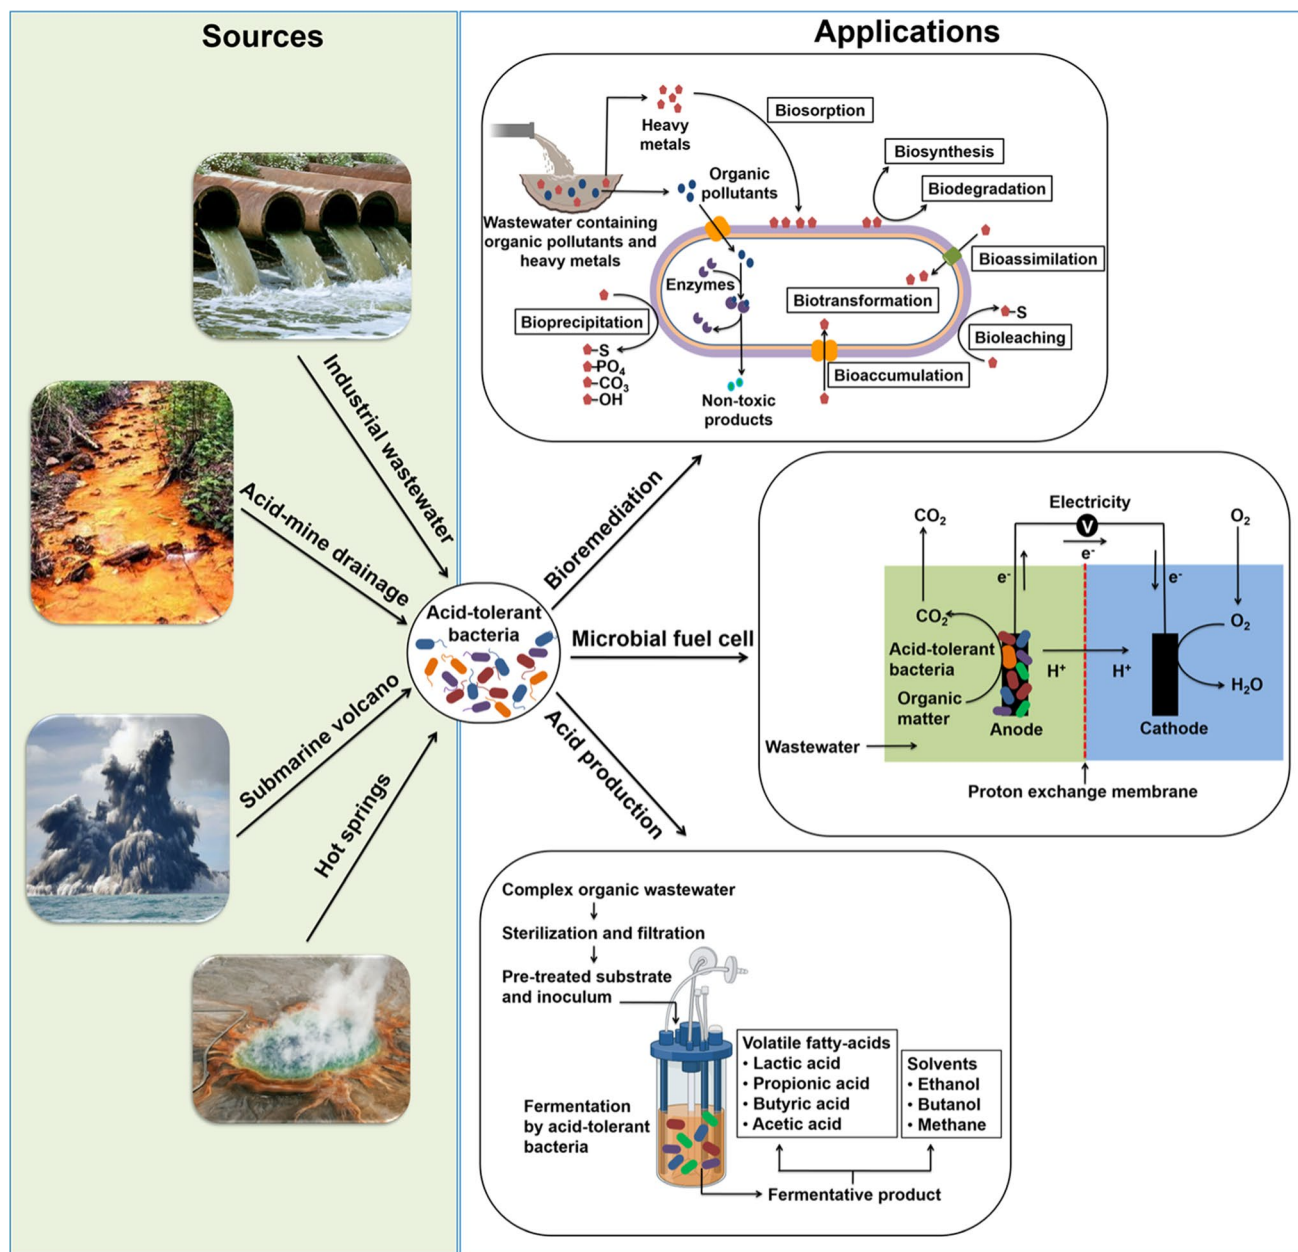 Sources
Industrial wastewater
Acid-mine drainage
Submarine volcano
Hot springs
Acid-tolerant
bacteria
Applications
Bioremediation
Microbial fuel cell
Acid production
Heavy
metals
Biosorption
Organic
pollutants
Wastewater containing
organic pollutants and
heavy metals
Biosynthesis
Biodegradation
Bioassimilation
Enzymes
Biotransformation
Bioprecipitation
S
PO4
CO3
OH
S
Bioleaching
Bioaccumulation
Non-toxic
products
Electricity
V
e-
CO2
O2
e-
e-
CO2
O2
Acid-tolerant
bacteria
H+
H+
Organic
matter
H2O
Anode
Cathode
Wastewater
Proton exchange membrane
Complex organic wastewater
Sterilization and filtration
Pre-treated substrate
and inoculum
Fermentation
by acid-tolerant
bacteria
Volatile fatty-acids
• Lactic acid
• Propionic acid
• Butyric acid
• Acetic acid
Solvents
• Ethanol
• Butanol
• Methane
Fermentative product